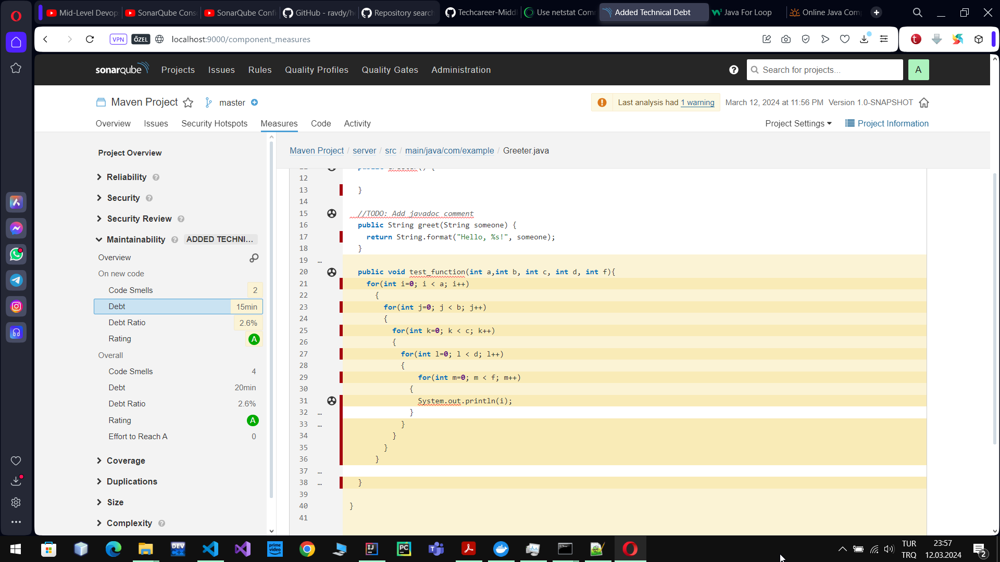 Mid-Level Devop
SonarQube Cons
SonarQube Confi
GitHub - ravdy/h
Repository search
Techcareer-Middl
Use netstat Com
Added Technical Debt
Java For Loop
Online Java Com
VPN
ÖZEL
localhost:9000/component_measures
sonarqube
Projects
Issues
Rules
Quality Profiles
Quality Gates
Administration
Search for projects...
A
Maven Project
master
Last analysis had 1 warning
March 12, 2024 at 11:56 PM
Version 1.0-SNAPSHOT
Overview
Issues
Security Hotspots
Measures
Code
Activity
Project Settings
Project Information
Project Overview
Reliability
Security
Security Review
Maintainability ADDED TECHNI...
Overview
On new code
Code Smells 2
Debt 15min
Debt Ratio 2.6%
Rating A
Overall
Code Smells 4
Debt 20min
Debt Ratio 2.6%
Rating A
Effort to Reach A 0
Coverage
Duplications
Size
Complexity
Maven Project / server / src / main/java/com/example / Greeter.java
12
13 }
14
15 //TODO: Add javadoc comment
16 public String greet(String someone) {
17 return String.format("Hello, %s!", someone);
18 }
19 …
20 public void test_function(int a,int b, int c, int d, int f){
21 for(int i=0; i < a; i++)
22 {
23 for(int j=0; j < b; j++)
24 {
25 for(int k=0; k < c; k++)
26 {
27 for(int l=0; l < d; l++)
28 {
29 for(int m=0; m < f; m++)
30 {
31 System.out.println(i);
32 … }
33 … }
34 }
35 }
36 }
37 …
38 … }
39
40 }
41
DEV C++
prime video
IJ
PC
TUR
TRQ
23:57
12.03.2024
2